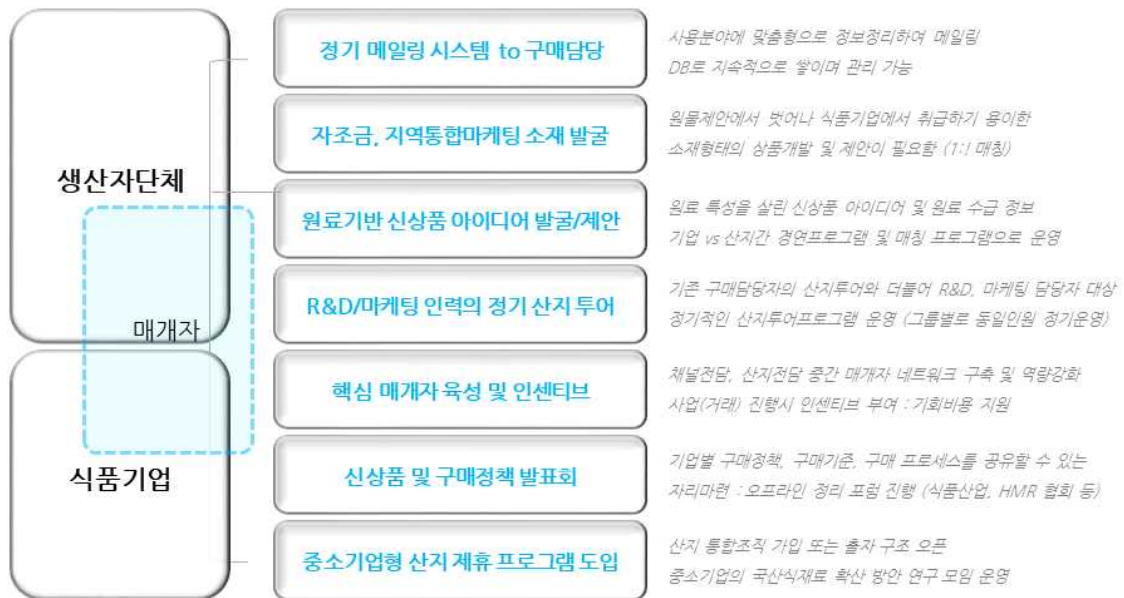 생산자단체
매개자
식품기업
정기 메일링 시스템 to 구매담당
사용분야에 맞춤형으로 정보정리하여 메일링
DB로 지속적으로 쌓이며 관리 가능
자조금, 지역통합마케팅 소재 발굴
원물제안에서 벗어나 식품기업에서 취급하기 용이한
소재형태의 상품개발 및 제안이 필요함 (1:! 매칭)
원료기반 신상품 아이디어 발굴/제안
원료 특성을 살린 신상품 아이디어 및 원료 수급 정보
기업 vs 산지간 경연프로그램 및 매칭 프로그램으로 운영
R&D/마케팅 인력의 정기 산지 투어
기존 구매담당자의 산지투어와 더불어 R&D, 마케팅 담당자 대상
정기적인 산지투어프로그램 운영 (그룹별로 동일인원 정기운영)
핵심 매개자 육성 및 인센티브
채널전담, 산지전담 중간 매개자 네트워크 구축 및 역량강화
사업(거래) 진행시 인센티브 부여 : 기회비용 지원
신상품 및 구매정책 발표회
기업별 구매정책, 구매기준, 구매 프로세스를 공유할 수 있는
자리마련 : 오프라인 정리 포럼 진행 (식품산업, HMR 협회 등)
중소기업형 산지 제휴 프로그램 도입
산지 통합조직 가입 또는 출자 구조 오픈
중소기업의 국산식재료 확산 방안 연구 모임 운영